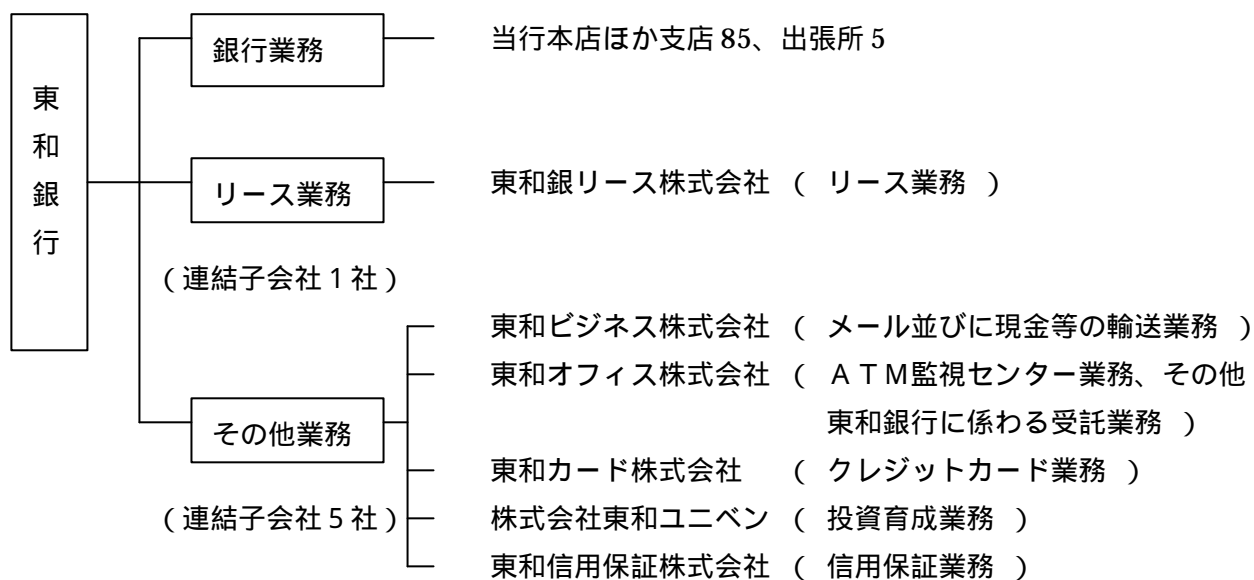 東和銀行
銀行業務
当行本店ほか支店 85、出張所 5
リース業務
東和銀リース株式会社 ( リース業務 )
(連結子会社1社)
東和ビジネス株式会社 ( メール並びに現金等の輸送業務 )
東和オフィス株式会社 ( ATM監視センター業務、その他
東和銀行に係わる受託業務 )
その他業務
東和カード株式会社 ( クレジットカード業務 )
(連結子会社5社)
株式会社東和ユニベン ( 投資育成業務 )
東和信用保証株式会社 ( 信用保証業務 )